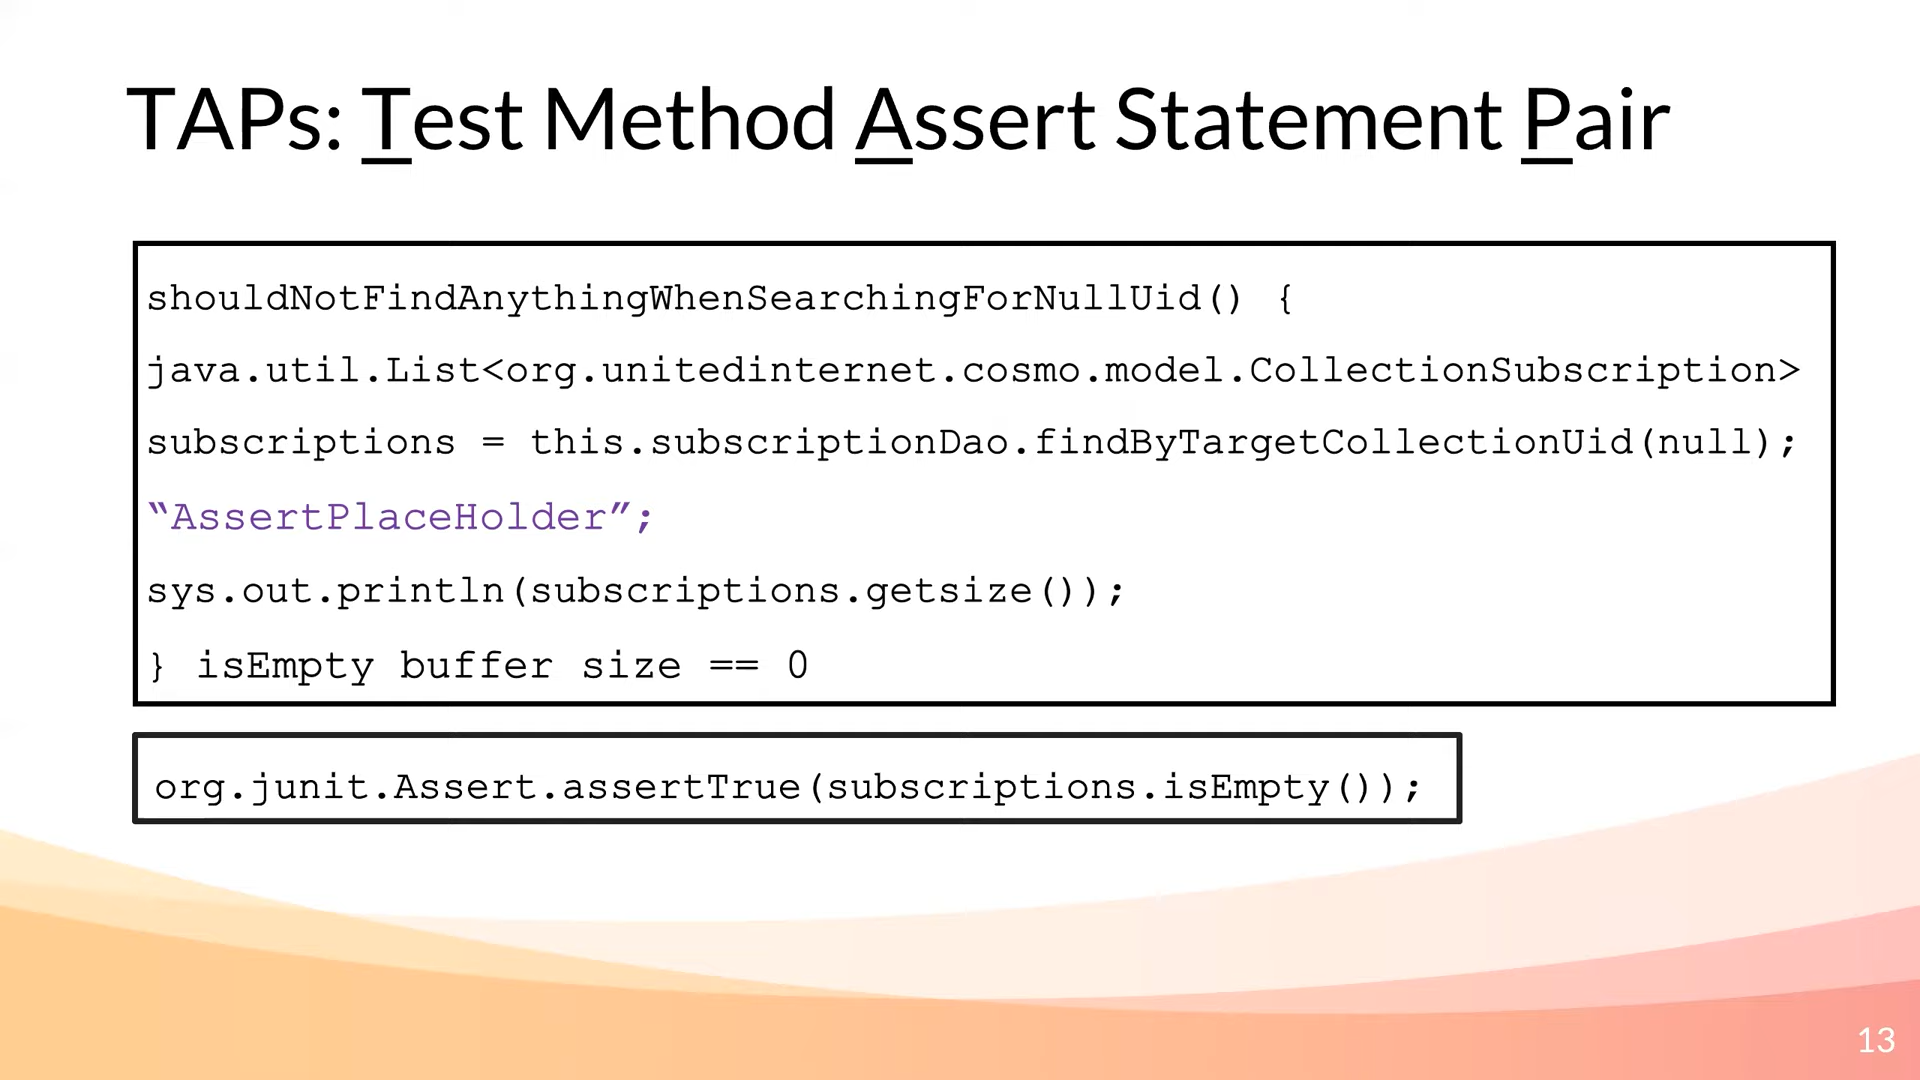 TAPs: Test Method Assert Statement Pair
shouldNotFindAnythingWhenSearchingForNullUid() {
java.util.List<org.unitedinternet.cosmo.model.CollectionSubscription>
subscriptions = this.subscriptionDao.findByTargetCollectionUid(null);
“AssertPlaceHolder”;
sys.out.println(subscriptions.getsize());
} isEmpty buffer size == 0
org.junit.Assert.assertTrue(subscriptions.isEmpty());
13